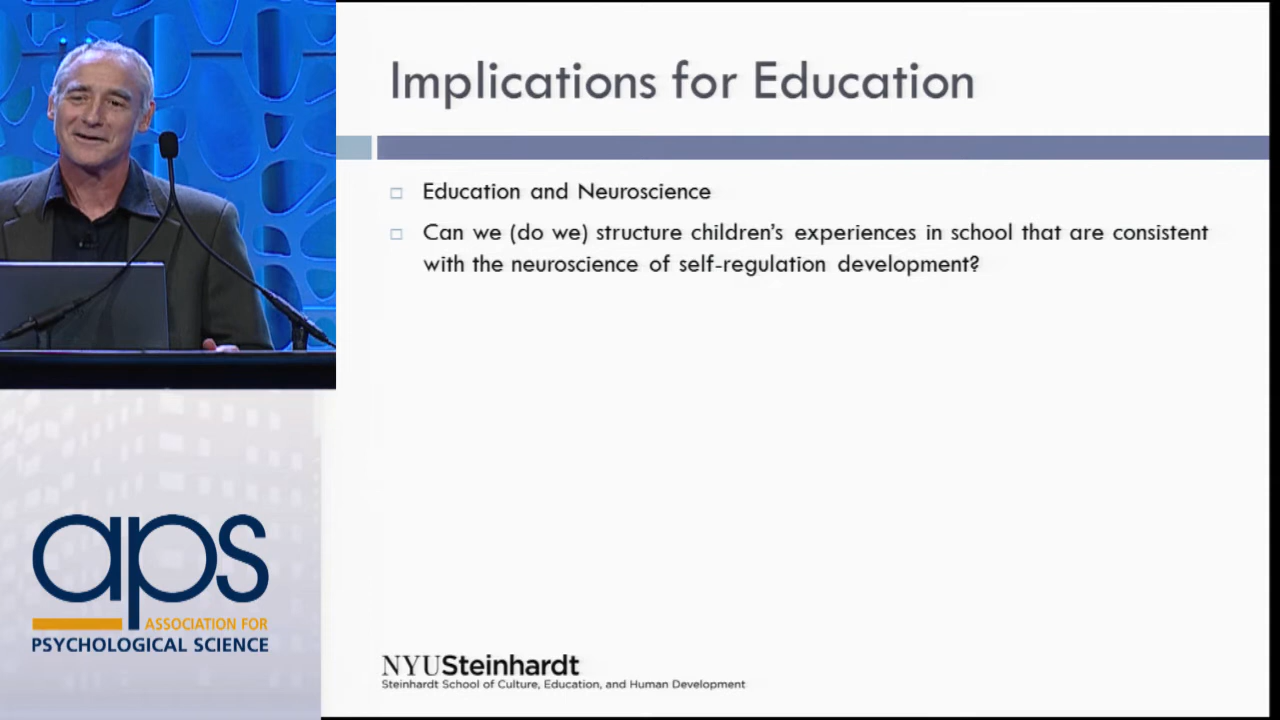 Implications for Education
Education and Neuroscience
Can we (do we) structure children's experiences in school that are consistent
with the neuroscience of self-regulation development?
aps
ASSOCIATION FOR
PSYCHOLOGICAL SCIENCE
NYUSteinhardt
Steinhardt School of Culture, Education, and Human Development